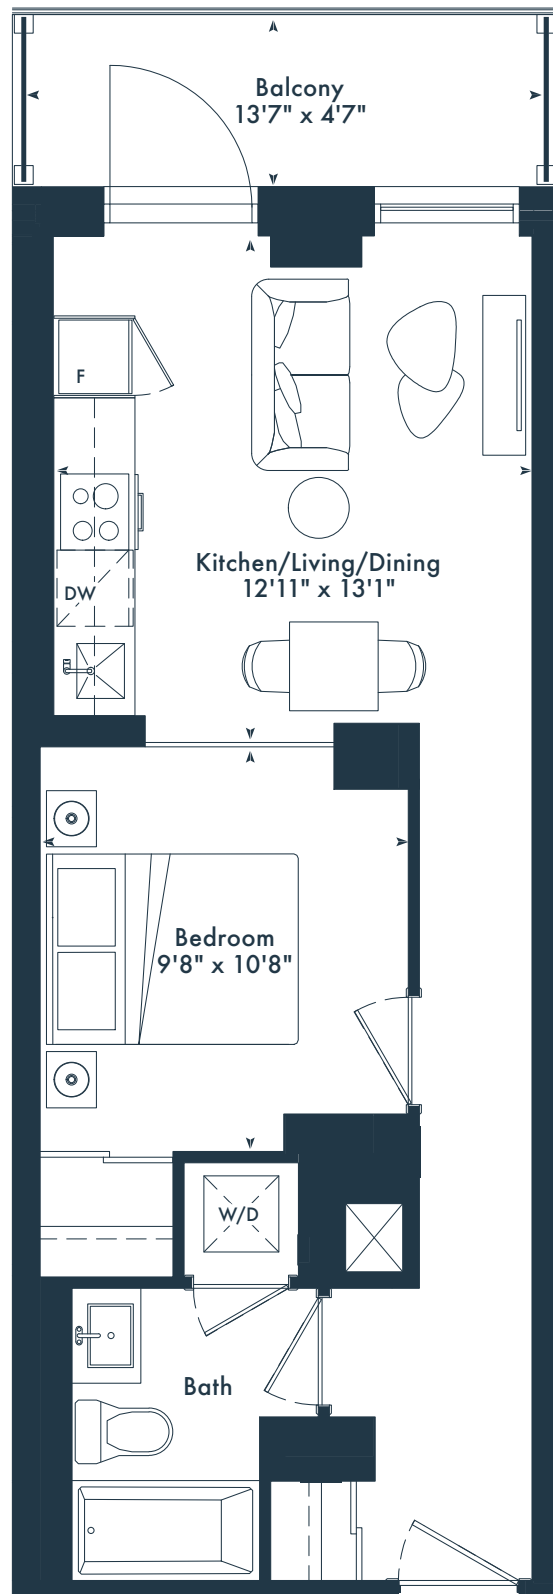 Balcony
13'7" x 4'7"
F
Kitchen/Living/Dining
12'11" x 13'1"
DW
Bedroom
9'8" x 10'8"
W/D
Bath